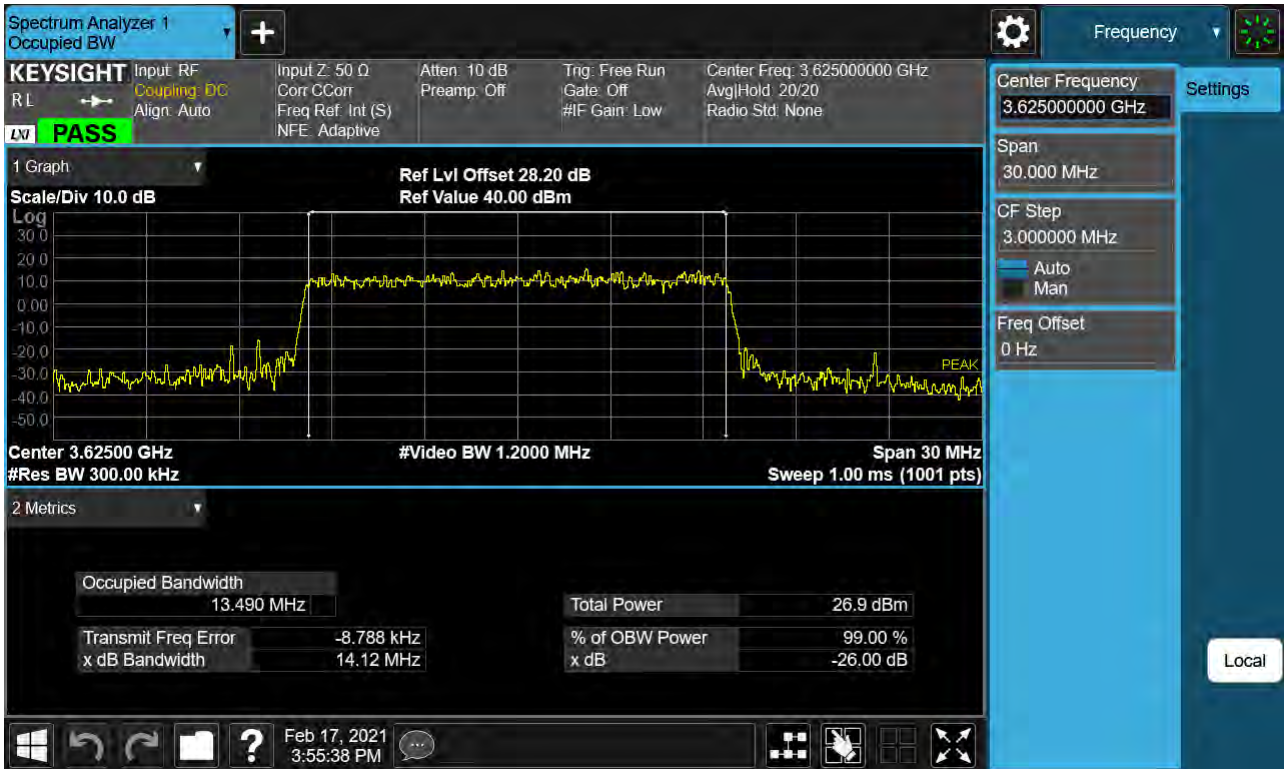 Spectrum Analyzer 1
Occupied BW
+
Frequency
KEYSIGHT
R L
LXI
PASS
Input: RF
Coupling: DC
Align: Auto
Input Z: 50 Ω
Corr CCorr
Freq Ref: Int (S)
NFE: Adaptive
Atten: 10 dB
Preamp: Off
Trig: Free Run
Gate: Off
#IF Gain: Low
Center Freq: 3.625000000 GHz
Avg|Hold: 20/20
Radio Std: None
Center Frequency
3.625000000 GHz
Settings
Span
30.000 MHz
CF Step
3.000000 MHz
Auto
Man
Freq Offset
0 Hz
Local
1 Graph
Scale/Div 10.0 dB
Ref Lvl Offset 28.20 dB
Ref Value 40.00 dBm
Log
30.0
20.0
10.0
0.00
-10.0
-20.0
-30.0
-40.0
-50.0
PEAK
Center 3.62500 GHz
#Video BW 1.2000 MHz
Span 30 MHz
#Res BW 300.00 kHz
Sweep 1.00 ms (1001 pts)
2 Metrics
Occupied Bandwidth
13.490 MHz
Total Power 26.9 dBm
Transmit Freq Error -8.788 kHz
% of OBW Power 99.00 %
x dB Bandwidth 14.12 MHz
x dB -26.00 dB
?
Feb 17, 2021
3:55:38 PM